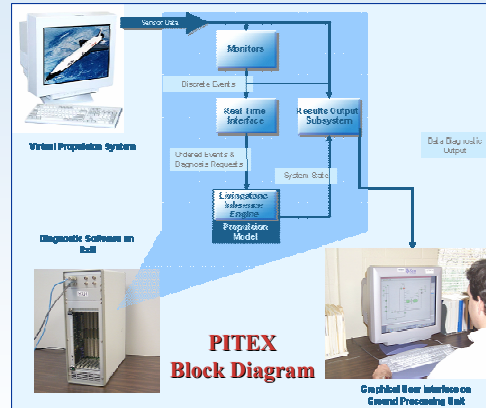 Sensor Data
Monitors
Discrete Events
Real Time
Interface
Results Output
Subsystem
Virtual Propulsion System
Data Diagnostic
Output
Ordered Events &
Diagnosis Requests
System State
Livingstone
Inference
Engine
Propulsion
Model
Diagnostic Software on
PITEX
Block Diagram
Graphical User Interface on
Ground Processing Unit